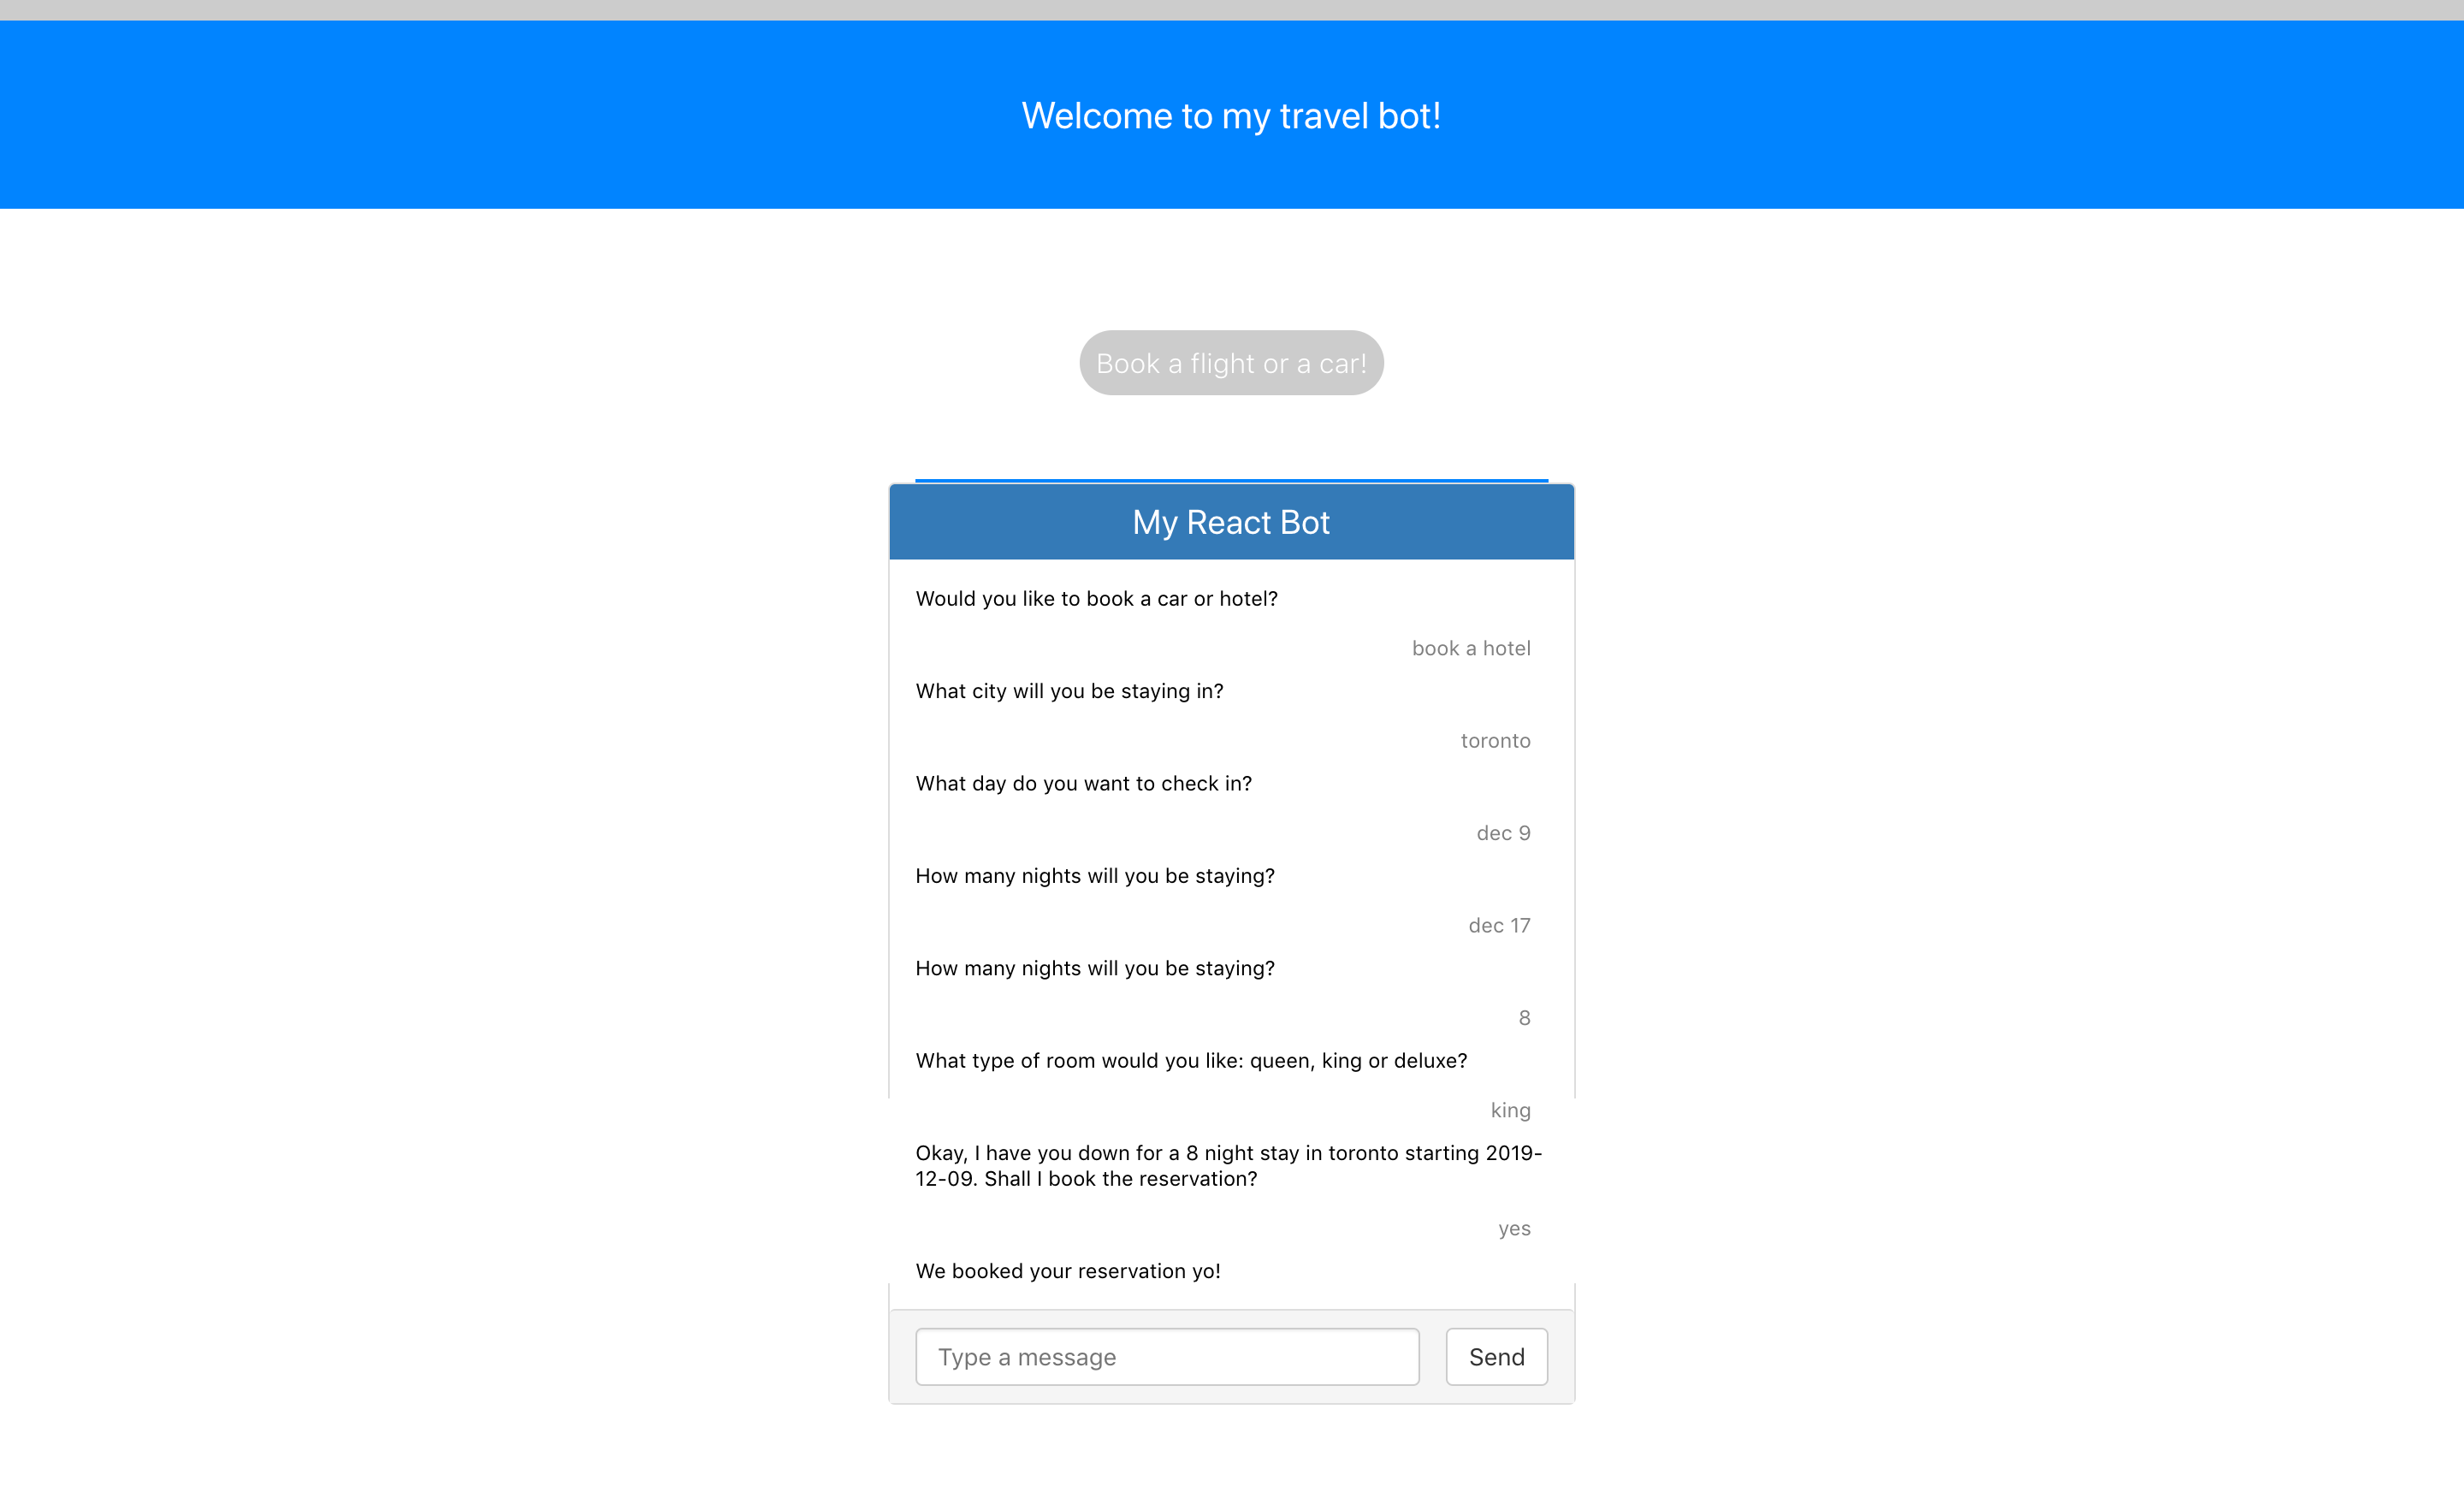 Welcome to my travel bot!
Book a flight or a car!
My React Bot
Would you like to book a car or hotel?
book a hotel
What city will you be staying in?
toronto
What day do you want to check in?
dec 9
How many nights will you be staying?
dec 17
How many nights will you be staying?
8
What type of room would you like: queen, king or deluxe?
king
Okay, I have you down for a 8 night stay in toronto starting 2019-
12-09. Shall I book the reservation?
yes
We booked your reservation yo!
Type a message
Send